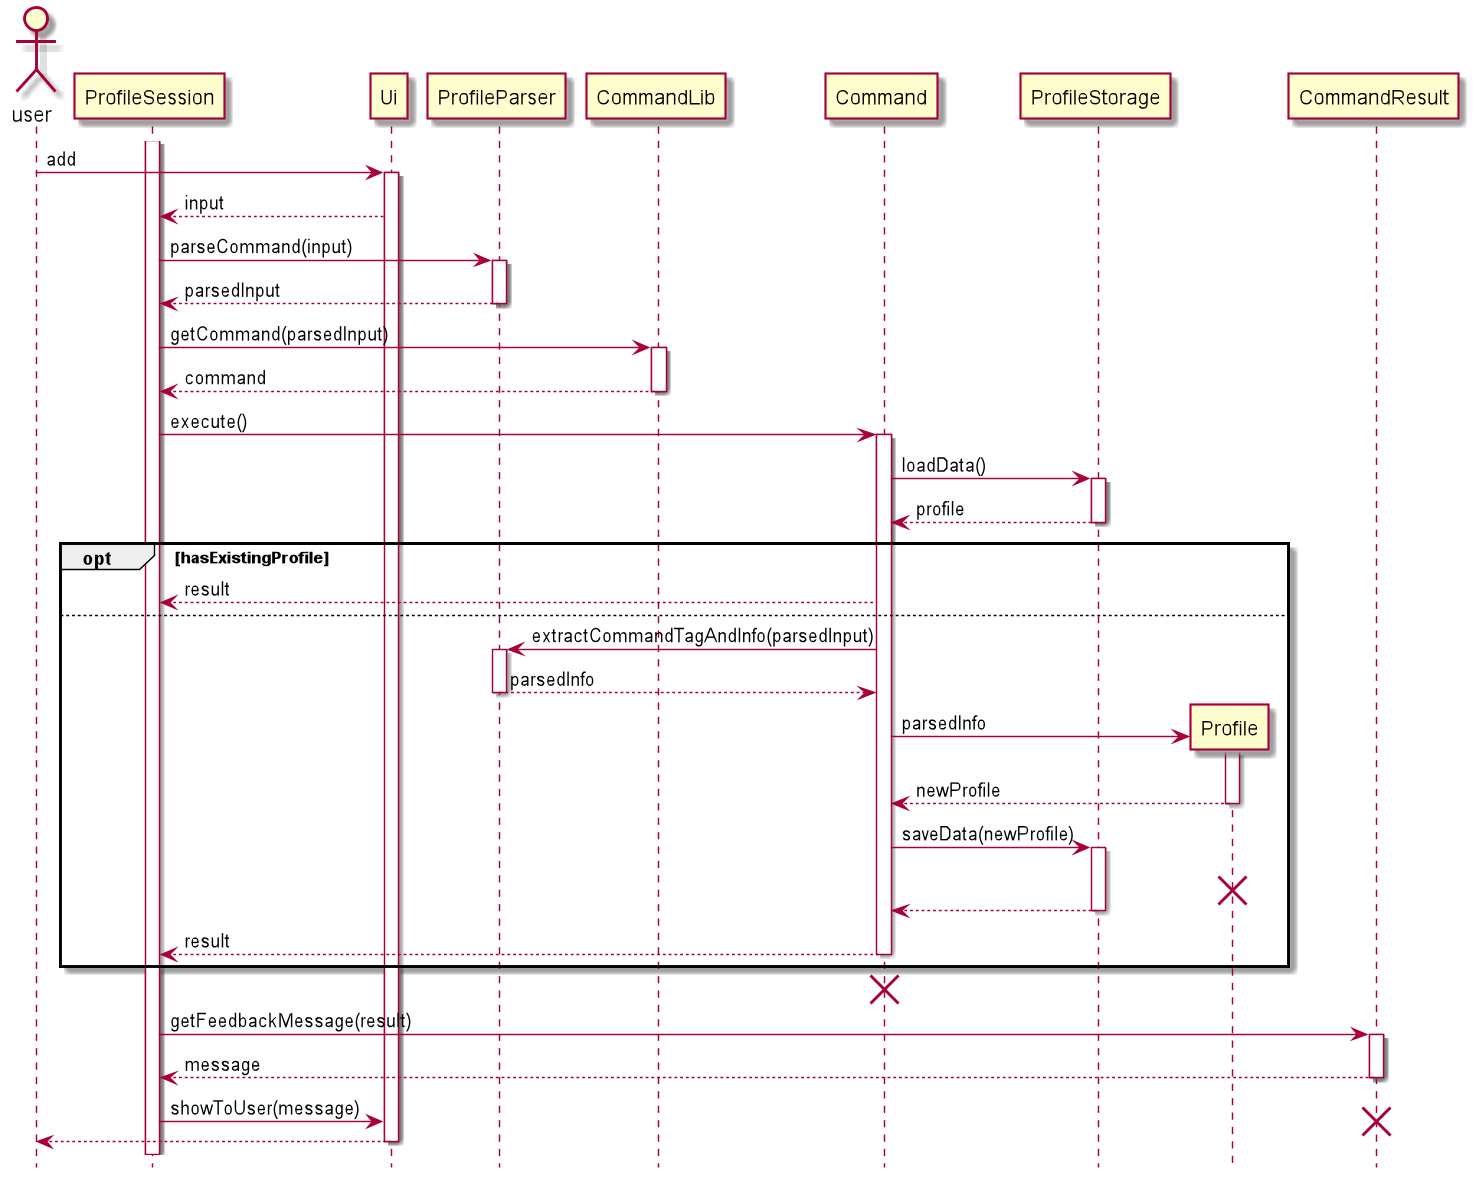 user
ProfileSession
Ui
ProfileParser
CommandLib
Command
ProfileStorage
CommandResult
add
input
parseCommand(input)
parsedInput
getCommand(parsedInput)
command
execute()
loadData()
profile
opt
[hasExistingProfile]
result
extractCommandTagAndInfo(parsedInput)
parsedInfo
parsedInfo
Profile
newProfile
saveData(newProfile)
result
getFeedbackMessage(result)
message
showToUser(message)